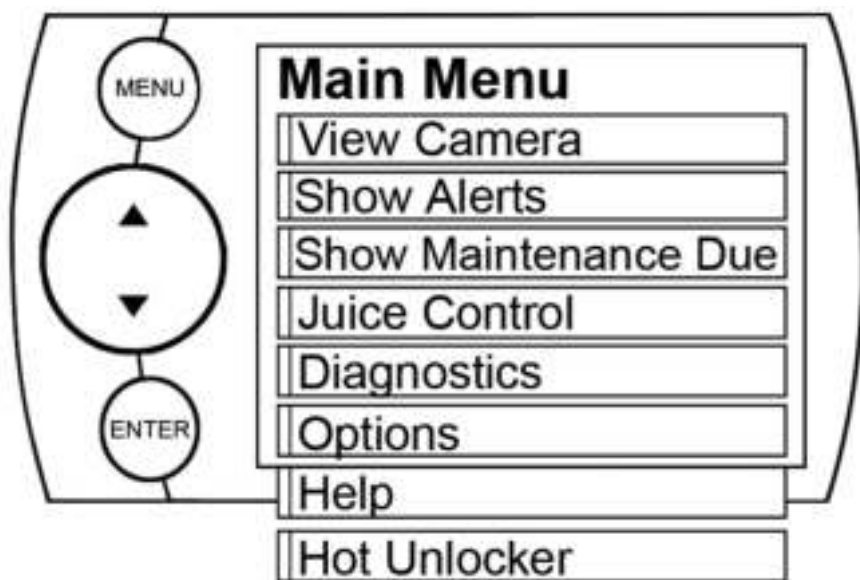 MENU
Main Menu
View Camera
Show Alerts
Show Maintenance Due
Juice Control
Diagnostics
ENTER
Options
Help
Hot Unlocker